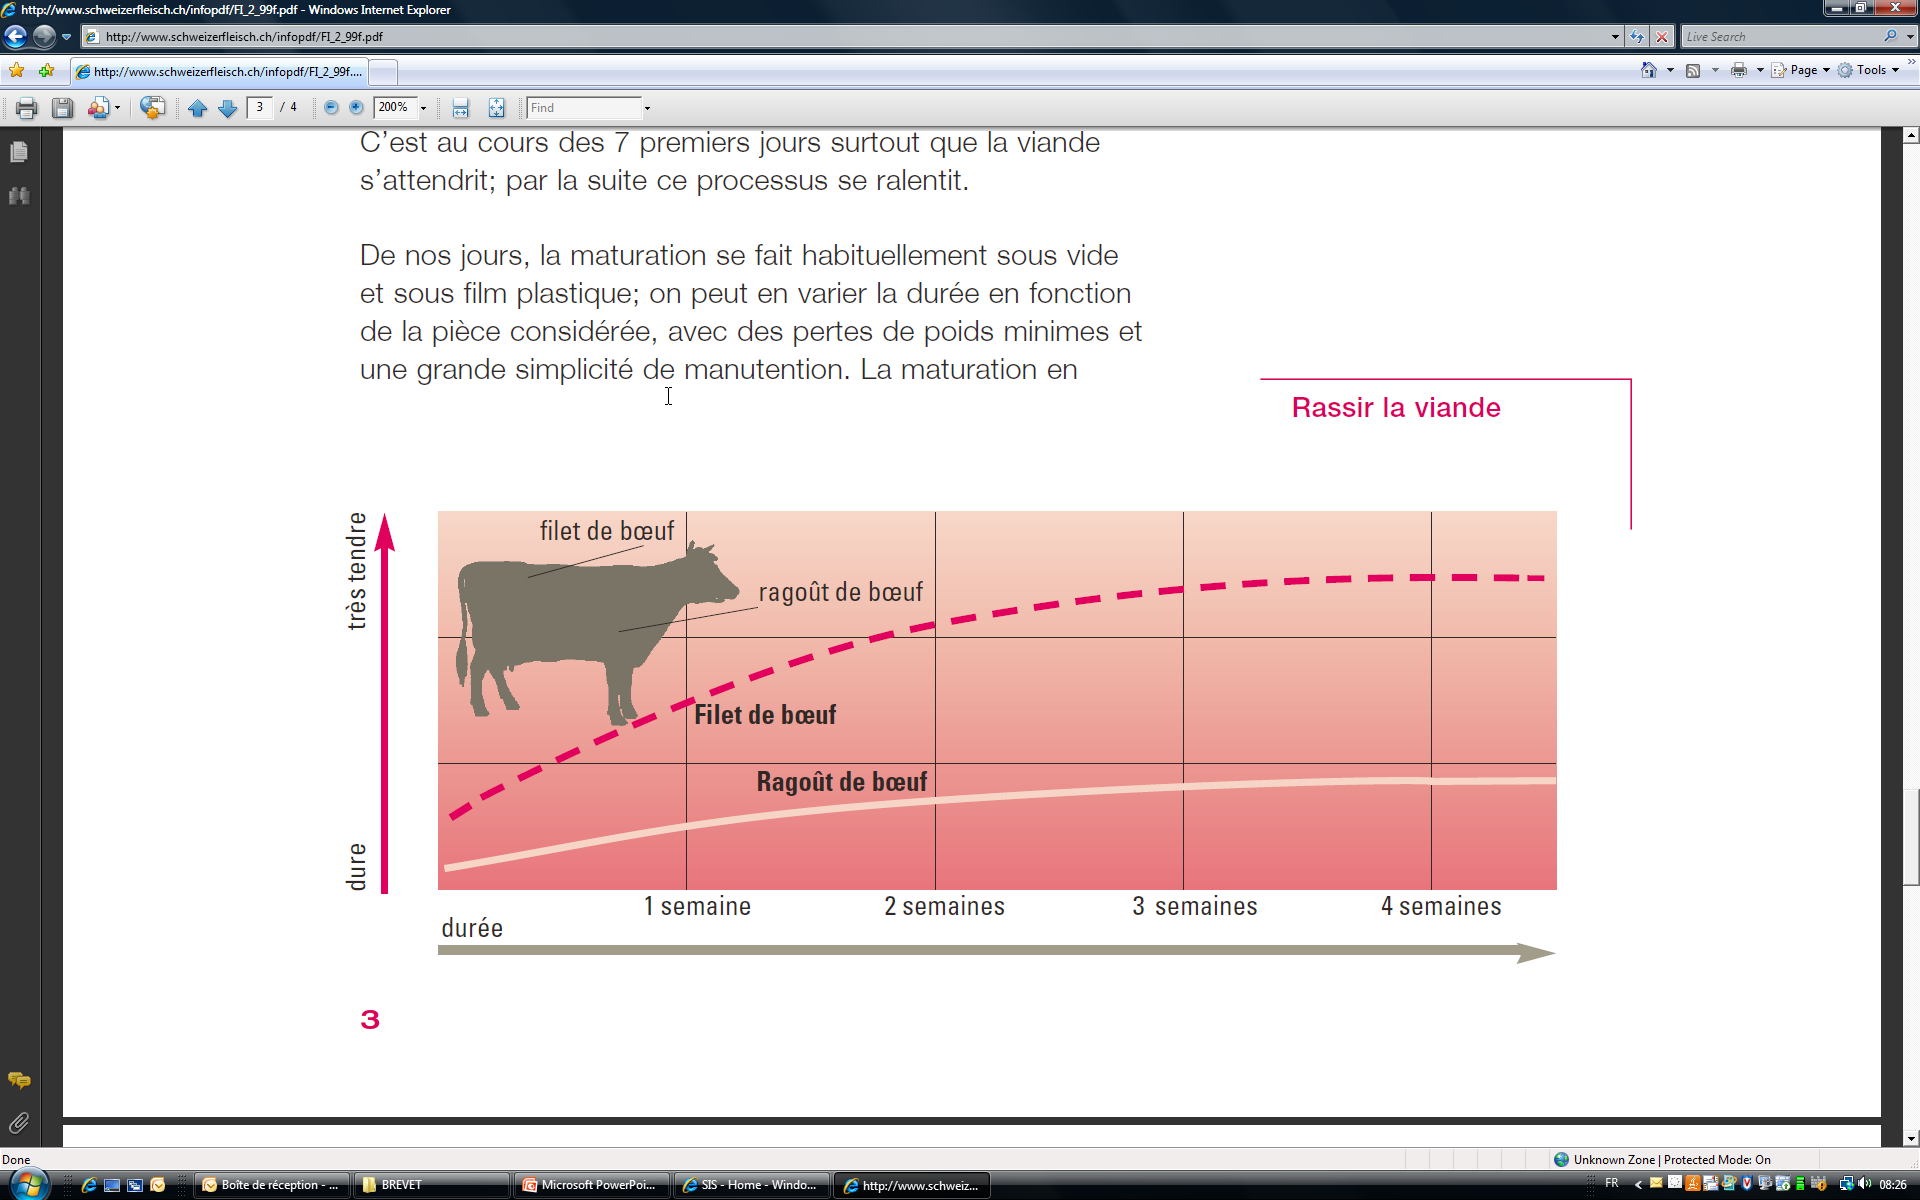 http://www.schweizerfleisch.ch/infopdf/FI_2_99f.pdf - Windows Internet Explorer
http://www.schweizerfleisch.ch/infopdf/FI_2_99f.pdf
Live Search
http://www.schweizerfleisch.ch/infopdf/FI_2_99f....
Page
Tools
3 / 4
200%
Find
C'est au cours des 7 premiers jours surtout que la viande
s'attendrit; par la suite ce processus se ralentit.
De nos jours, la maturation se fait habituellement sous vide
et sous film plastique; on peut en varier la durée en fonction
de la pièce considérée, avec des pertes de poids minimes et
une grande simplicité de manutention. La maturation en
Rassir la viande
très tendre
dure
filet de bœuf
ragoût de bœuf
Filet de bœuf
Ragoût de bœuf
1 semaine
2 semaines
3 semaines
4 semaines
durée
3
Done
Unknown Zone | Protected Mode: On
Boîte de réception - ...
BREVET
Microsoft PowerPoi...
SIS - Home - Windo...
http://www.schweiz...
FR
08:26